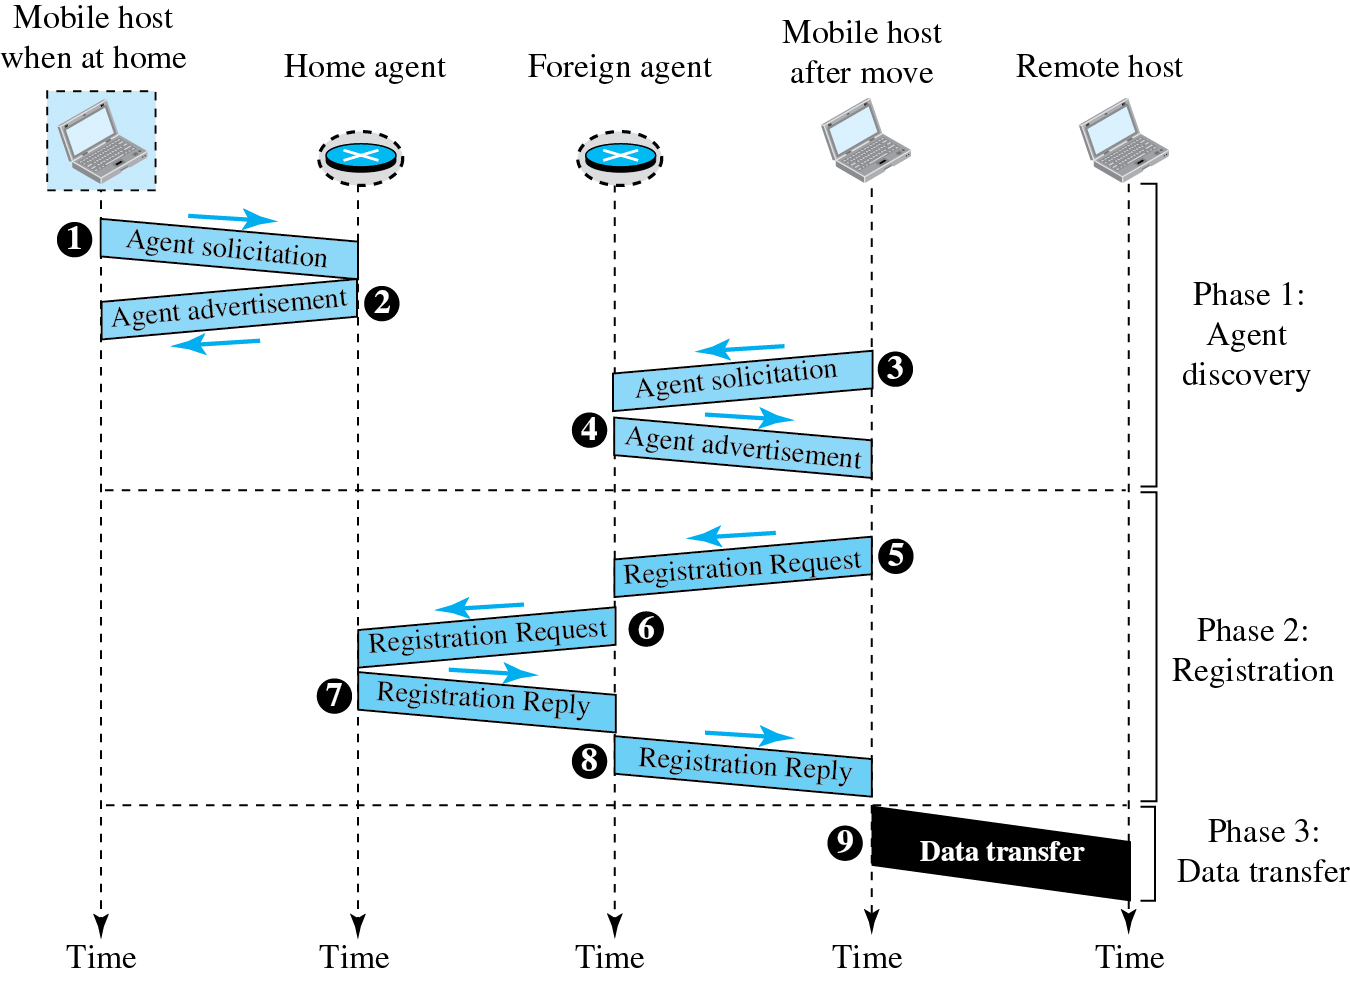 Mobile host
when at home
Home agent
Foreign agent
Mobile host
after move
Remote host
1
Agent solicitation
Agent advertisement
2
Agent solicitation
3
4
Agent advertisement
Phase 1:
Agent
discovery
Registration Request
5
Registration Request
6
7
Registration Reply
8
Registration Reply
Phase 2:
Registration
9
Data transfer
Phase 3:
Data transfer
Time
Time
Time
Time
Time